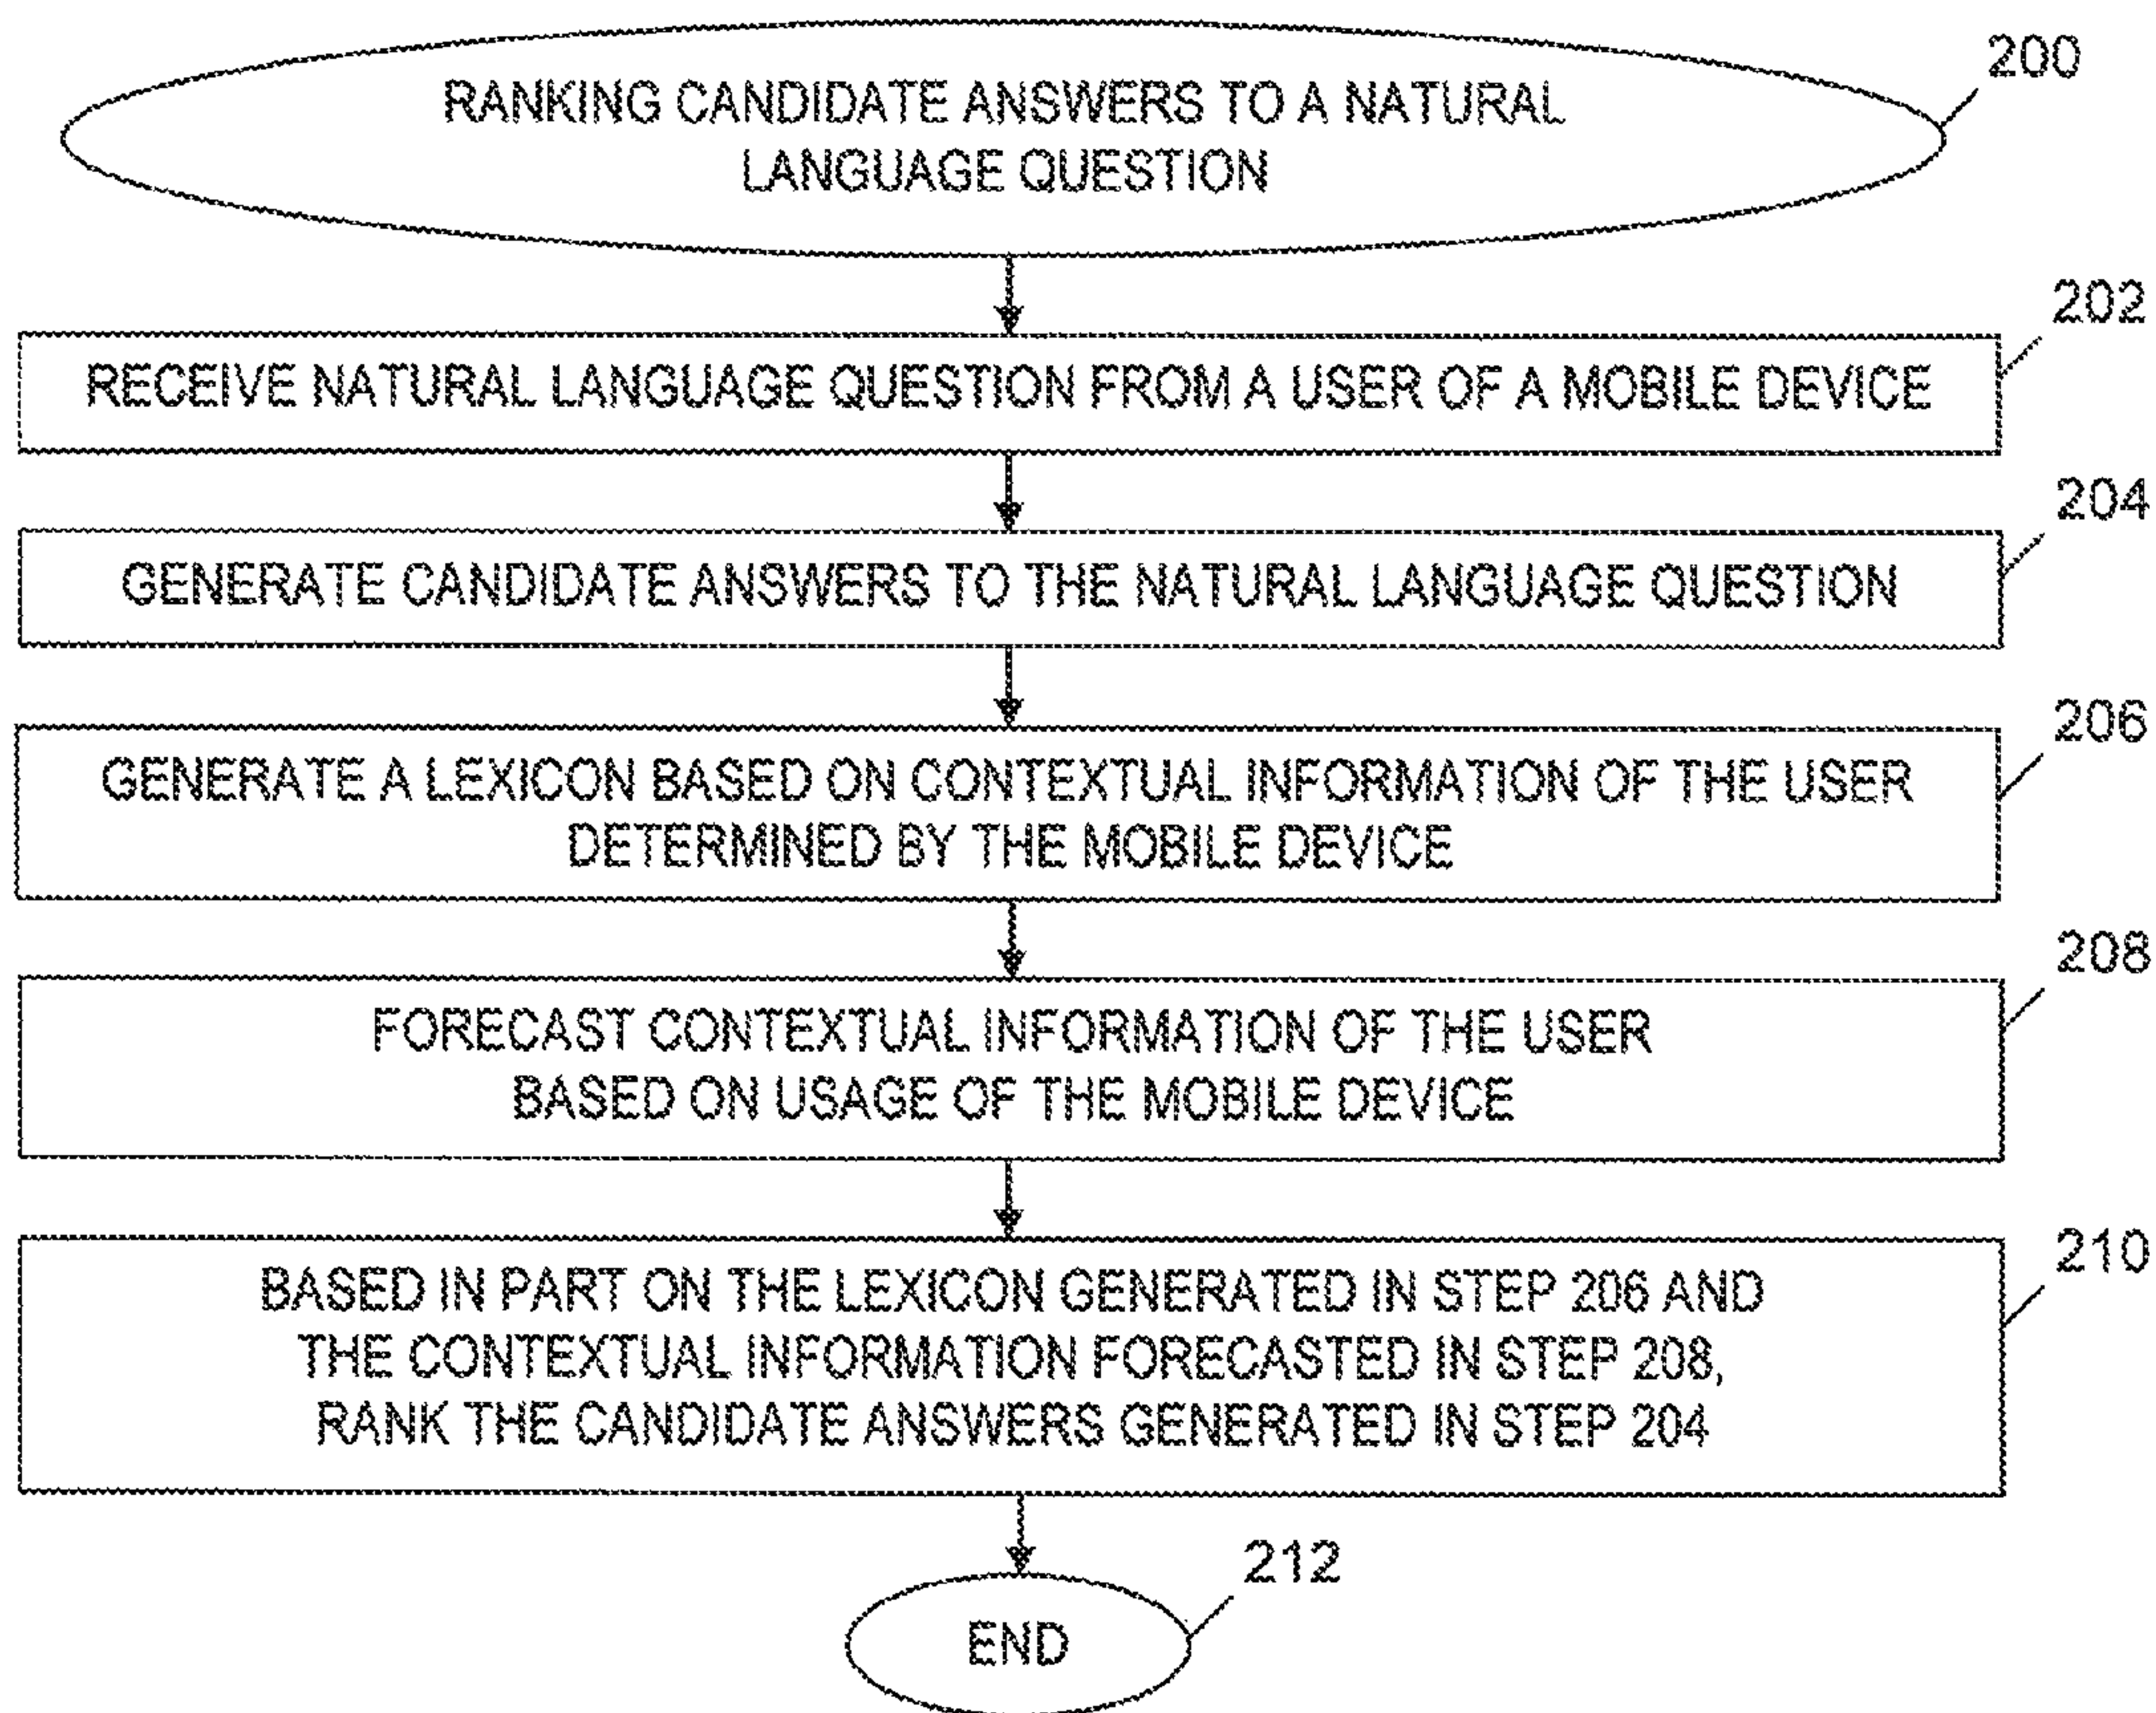 RANKING CANDIDATE ANSWERS TO A NATURAL
LANGUAGE QUESTION
200
202
RECEIVE NATURAL LANGUAGE QUESTION FROM A USER OF A MOBILE DEVICE
204
GENERATE CANDIDATE ANSWERS TO THE NATURAL LANGUAGE QUESTION
206
GENERATE A LEXICON BASED ON CONTEXTUAL INFORMATION OF THE USER
DETERMINED BY THE MOBILE DEVICE
208
FORECAST CONTEXTUAL INFORMATION OF THE USER
BASED ON USAGE OF THE MOBILE DEVICE
210
BASED IN PART ON THE LEXICON GENERATED IN STEP 206 AND
THE CONTEXTUAL INFORMATION FORECASTED IN STEP 208,
RANK THE CANDIDATE ANSWERS GENERATED IN STEP 204
212
END